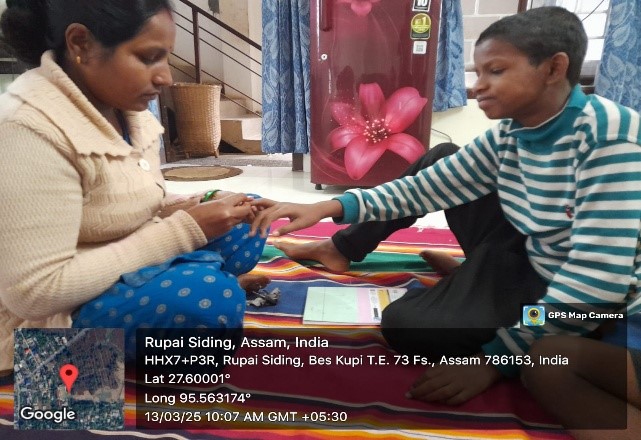 GPS Map Camera
Rupai Siding, Assam, India
HHX7+P3R, Rupai Siding, Bes Kupi T.E. 73 Fs., Assam 786153, India
Lat 27.60001°
Long 95.563174°
13/03/25 10:07 AM GMT +05:30
Google